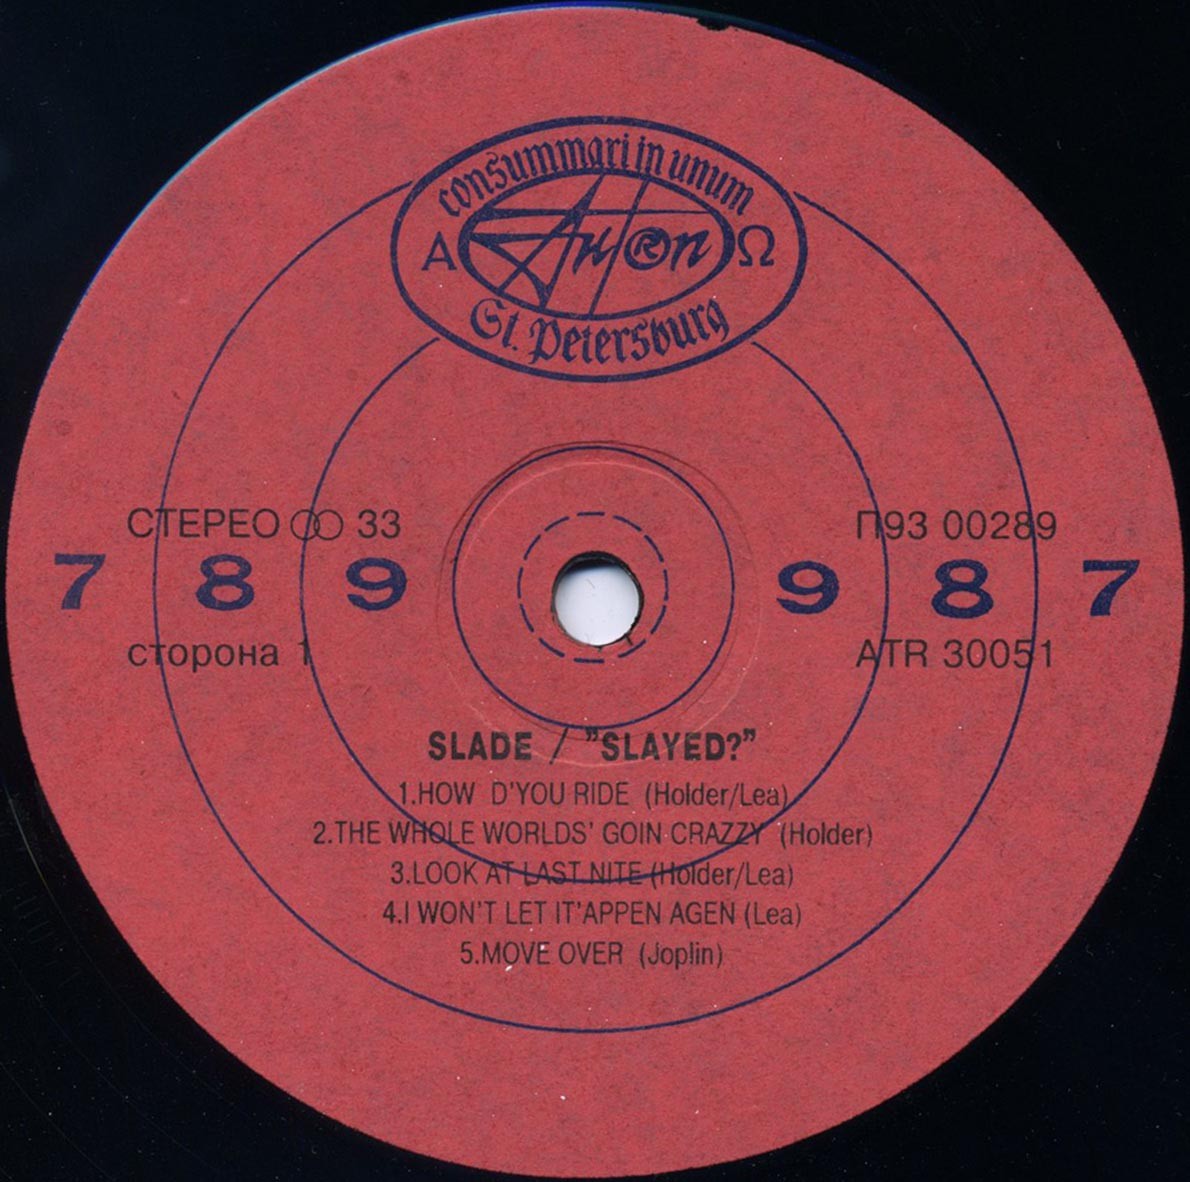 consummari in unum
Α Anton Ω
St. Petersburg
СТЕРЕО 33
П93 00289
7 8 9 9 8 7
сторона 1
ATR 30051
SLADE / "SLAYED?"
1.HOW D'YOU RIDE (Holder/Lea)
2.THE WHOLE WORLDS' GOIN CRAZZY (Holder)
3.LOOK AT LAST NITE (Holder/Lea)
4.I WON'T LET IT'APPEN AGEN (Lea)
5.MOVE OVER (Joplin)